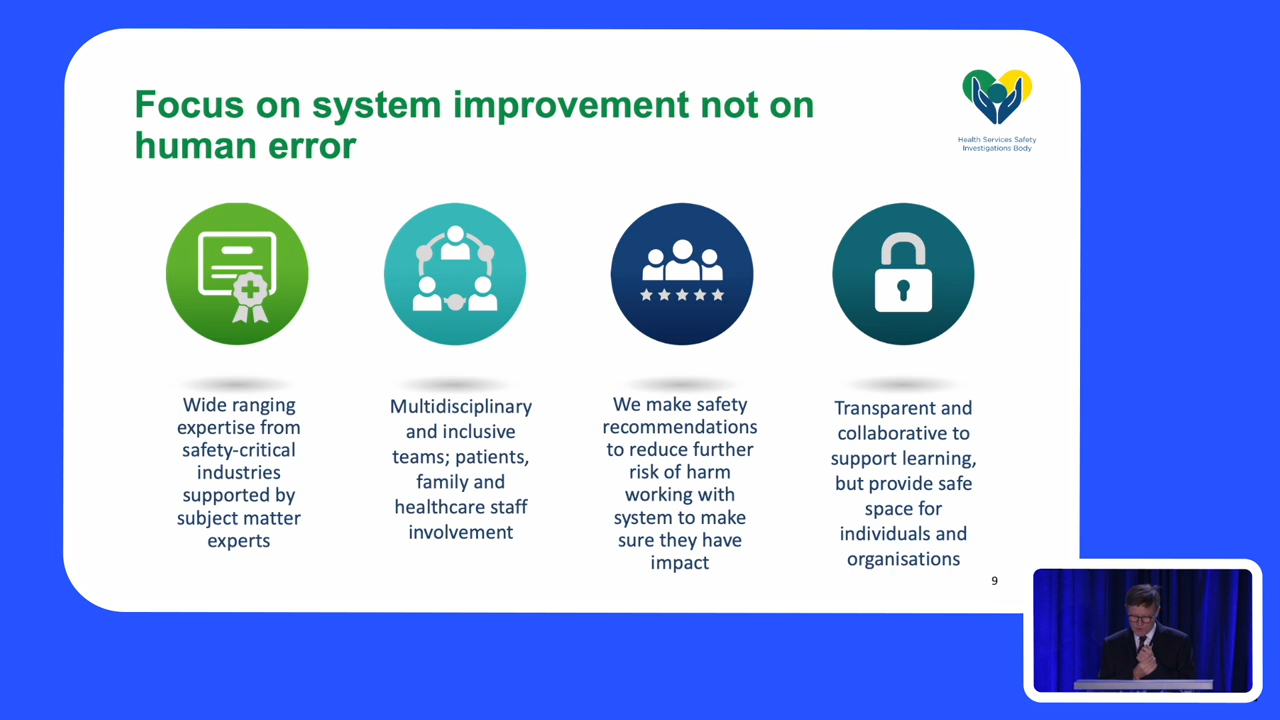 Focus on system improvement not on
human error
Health Services Safety
Investigations Body
Wide ranging
expertise from
safety-critical
industries
supported by
subject matter
experts
Multidisciplinary
and inclusive
teams; patients,
family and
healthcare staff
involvement
We make safety
recommendations
to reduce further
risk of harm
working with
system to make
sure they have
impact
Transparent and
collaborative to
support learning,
but provide safe
space for
individuals and
organisations
9